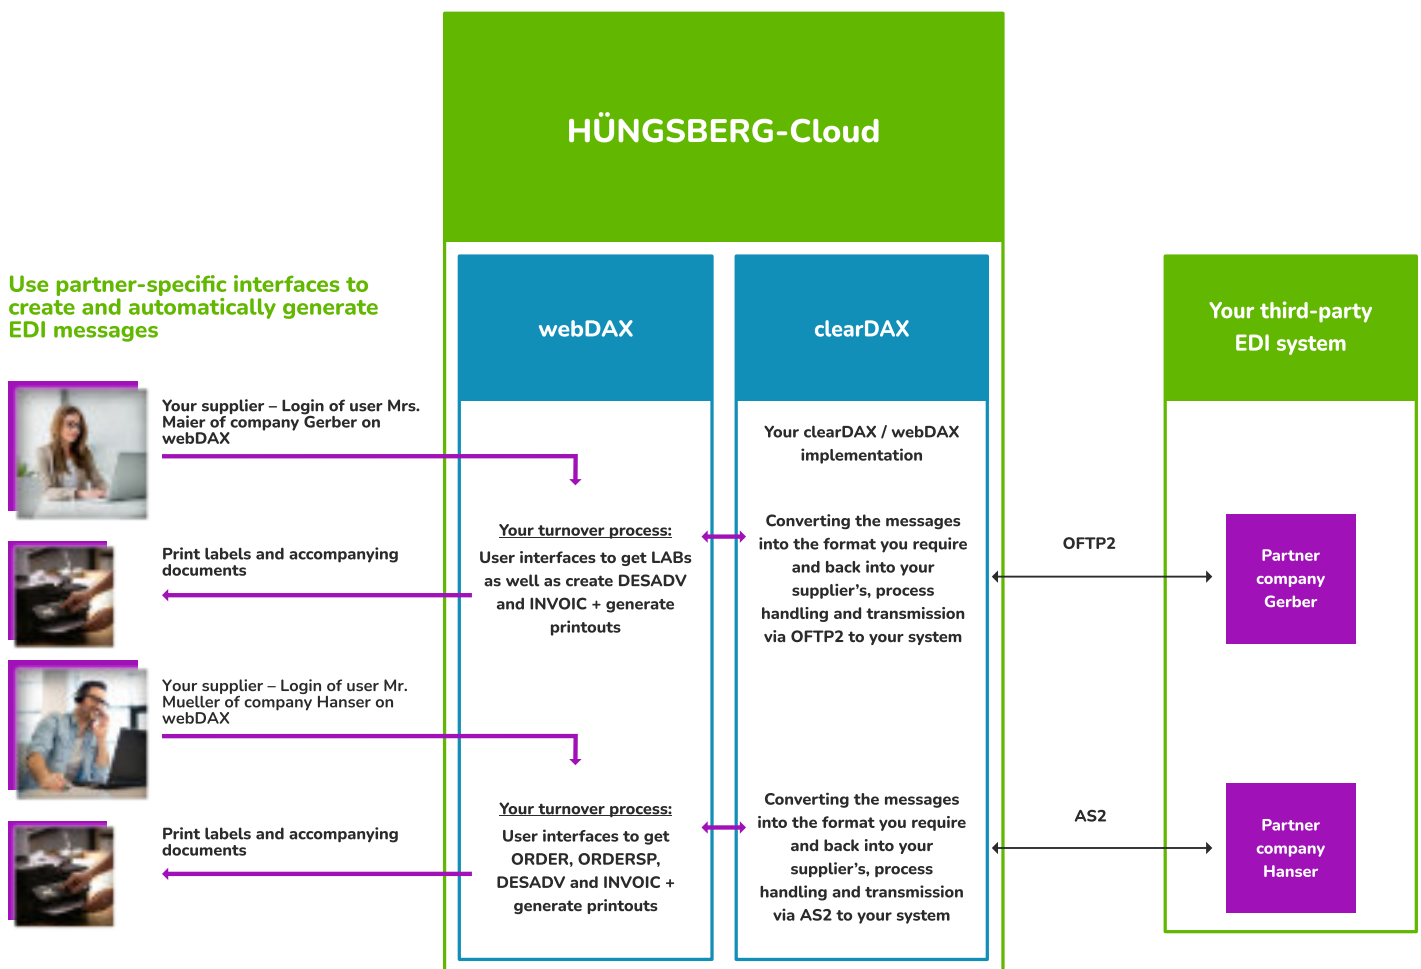 HÜNGSBERG-Cloud
Use partner-specific interfaces to
create and automatically generate
EDI messages
webDAX
clearDAX
Your third-party
EDI system
Your supplier – Login of user Mrs.
Maier of company Gerber on
webDAX
Print labels and accompanying
documents
Your supplier – Login of user Mr.
Mueller of company Hanser on
webDAX
Print labels and accompanying
documents
Your turnover process:
User interfaces to get LABs
as well as create DESADV
and INVOIC + generate
printouts
Your turnover process:
User interfaces to get
ORDER, ORDERSP,
DESADV and INVOIC +
generate printouts
Your clearDAX / webDAX
implementation
Converting the messages
into the format you require
and back into your
supplier’s, process
handling and transmission
via OFTP2 to your system
Converting the messages
into the format you require
and back into your
supplier’s, process
handling and transmission
via AS2 to your system
OFTP2
AS2
Partner
company
Gerber
Partner
company
Hanser